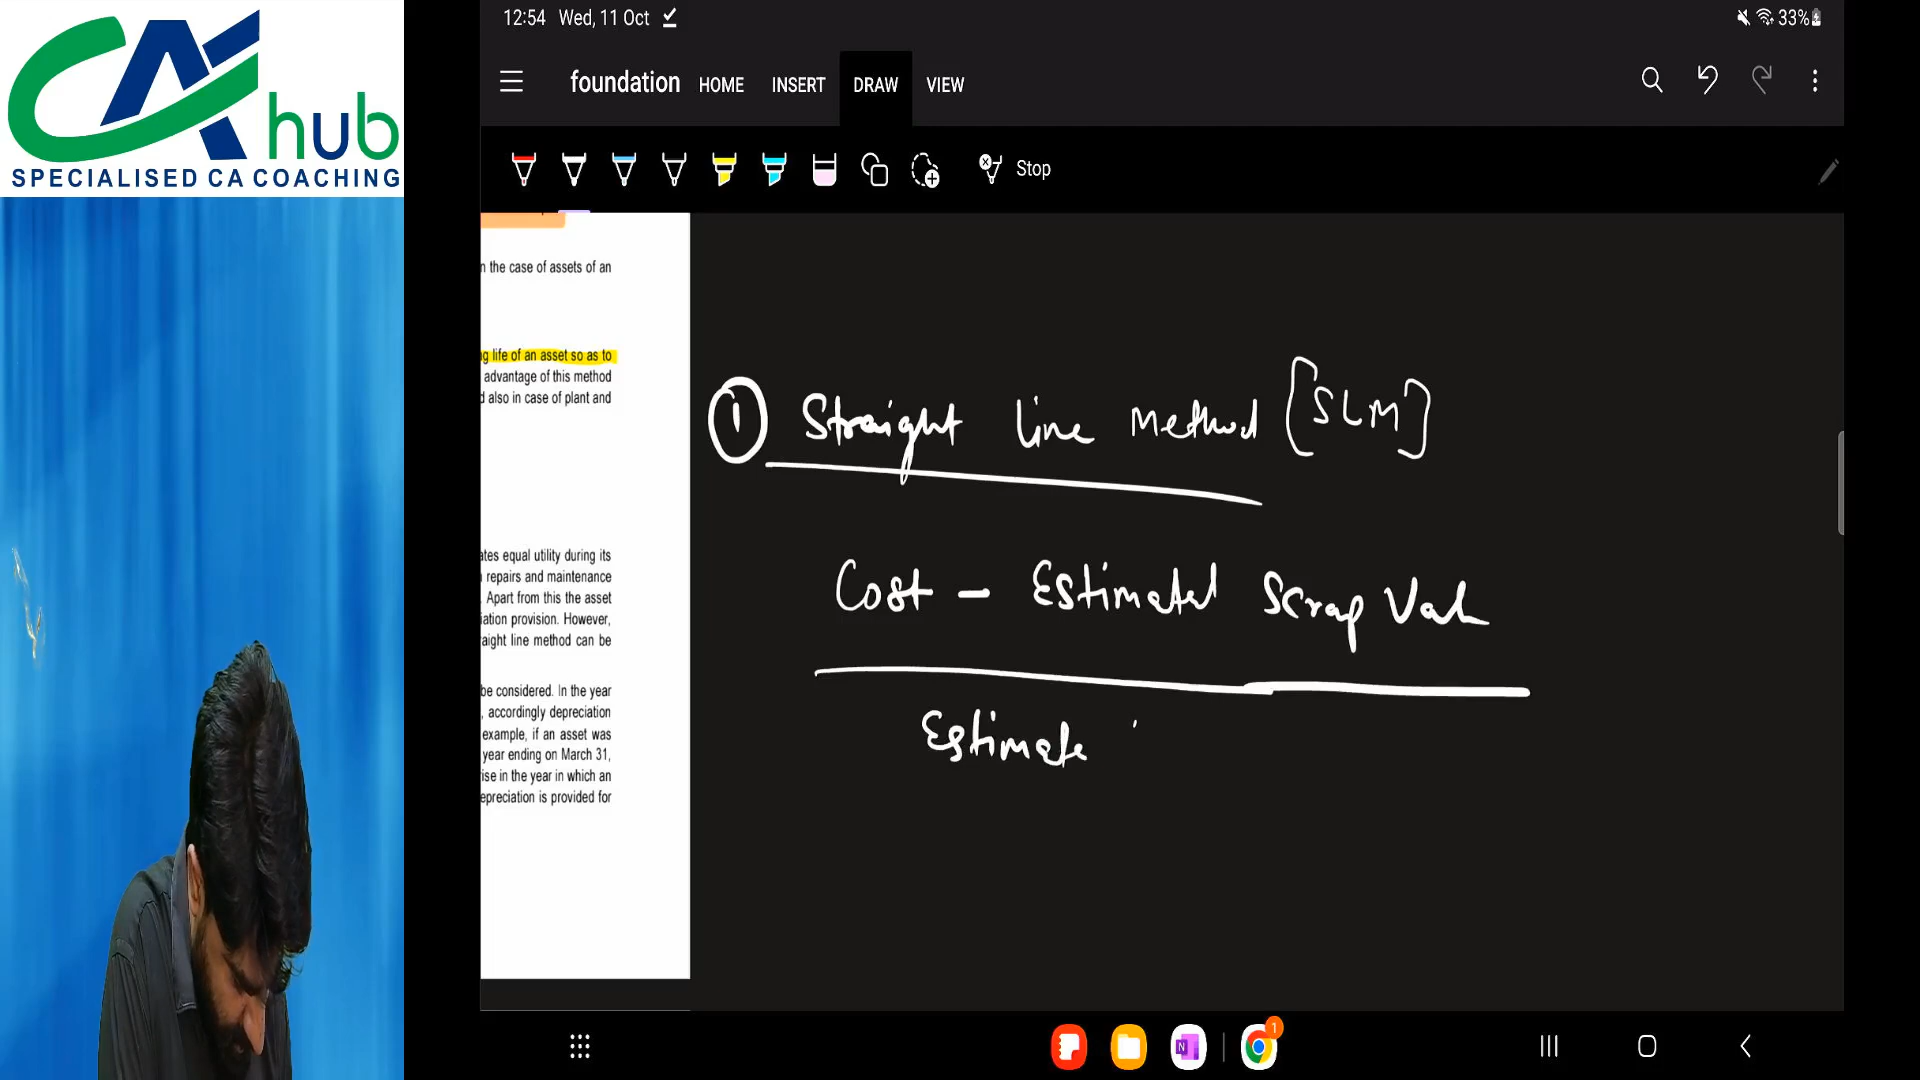 CA hub
SPECIALISED CA COACHING
12:54 Wed, 11 Oct
33%
foundation HOME INSERT DRAW VIEW
Stop
n the case of assets of an
g life of an asset so as to
advantage of this method
d also in case of plant and
ates equal utility during its
repairs and maintenance
. Apart from this the asset
iation provision. However,
raight line method can be
be considered. In the year
, accordingly depreciation
example, if an asset was
year ending on March 31,
ise in the year in which an
epreciation is provided for
① Straight Line Method [SLM]
Cost - Estimated Scrap
Estimate
N
1